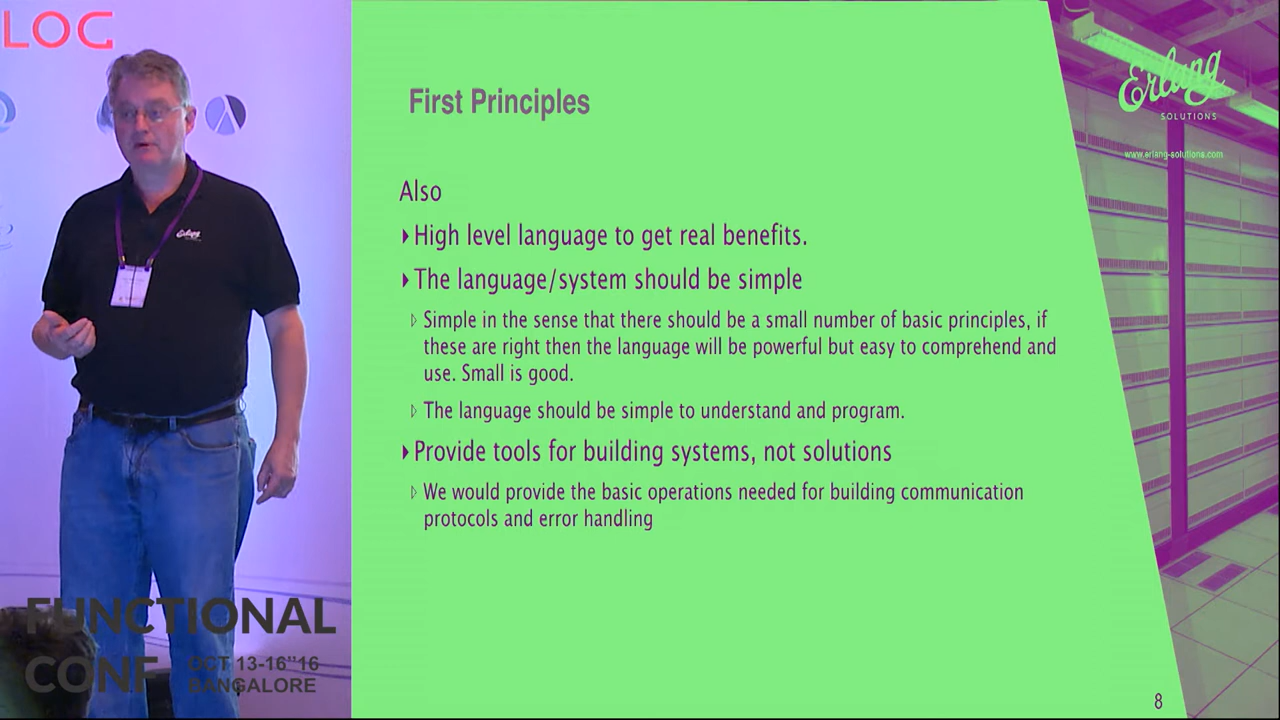 LOG
First Principles
Erlang
SOLUTIONS
www.erlang-solutions.com
Also
High level language to get real benefits.
The language/system should be simple
Simple in the sense that there should be a small number of basic principles, if
these are right then the language will be powerful but easy to comprehend and
use. Small is good.
The language should be simple to understand and program.
Provide tools for building systems, not solutions
We would provide the basic operations needed for building communication
protocols and error handling
8
Erlang
FUNCTIONAL
CONF OCT 13-16"16
BANGALORE